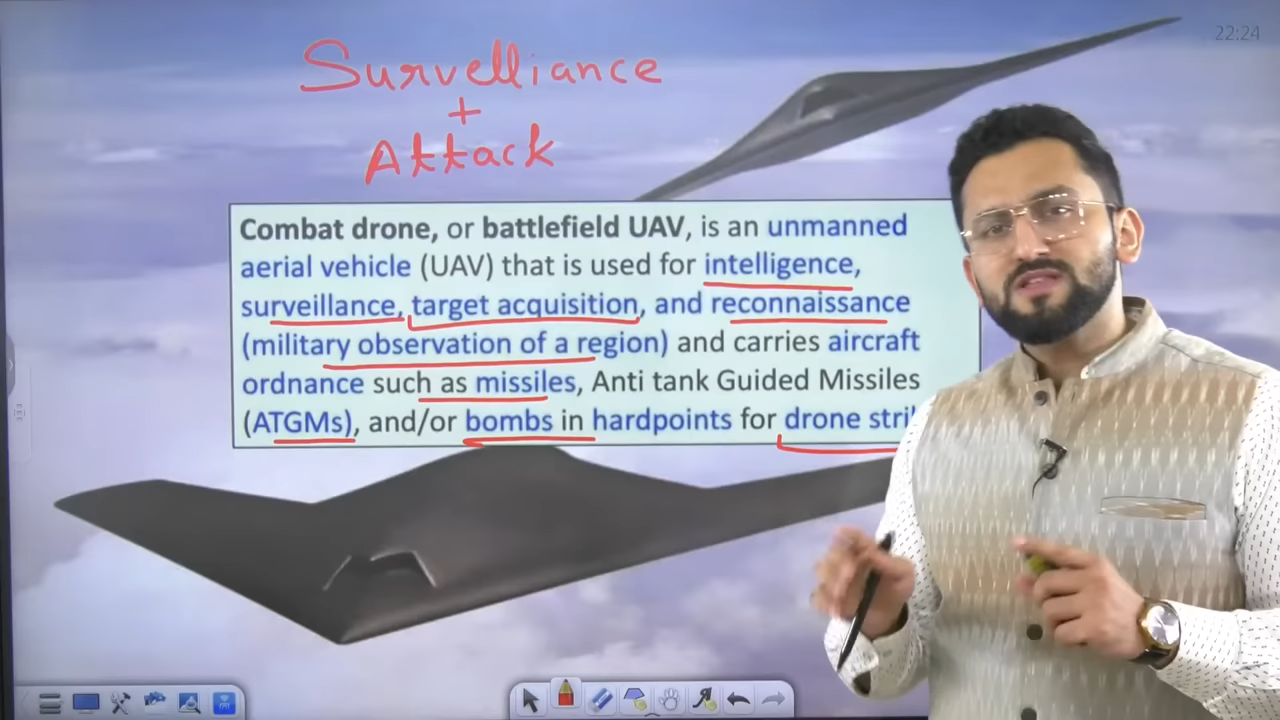 22:24
Survelliance
+
Attack
Combat drone, or battlefield UAV, is an unmanned
aerial vehicle (UAV) that is used for intelligence,
surveillance, target acquisition, and reconnaissance
(military observation of a region) and carries aircraft
ordnance such as missiles, Anti tank Guided Missiles
(ATGMs), and/or bombs in hardpoints for drone